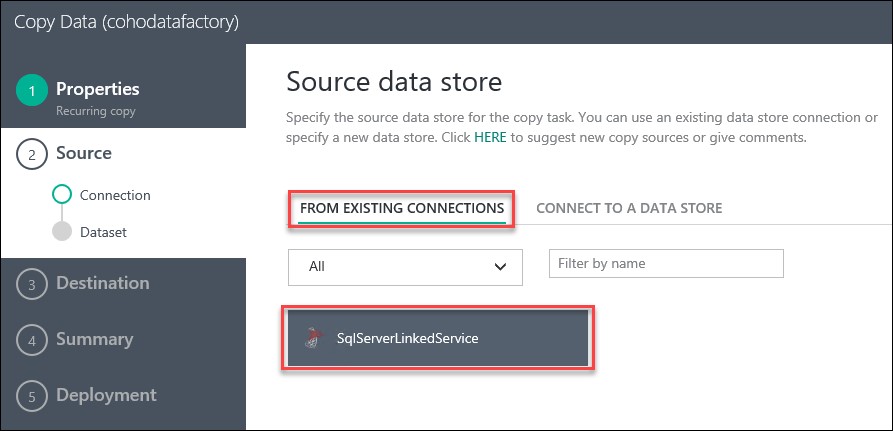 Copy Data (cohodatafactory)
1 Properties
Recurring copy
2 Source
Connection
Dataset
3 Destination
4 Summary
5 Deployment
Source data store
Specify the source data store for the copy task. You can use an existing data store connection or
specify a new data store. Click HERE to suggest new copy sources or give comments.
FROM EXISTING CONNECTIONS CONNECT TO A DATA STORE
All Filter by name
SqlServerLinkedService